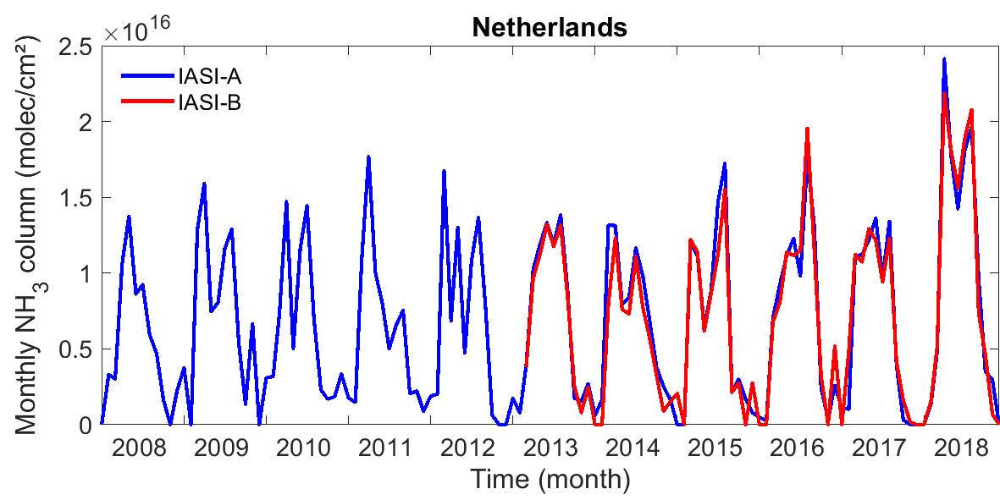 Netherlands
×10^16
Monthly NH_3 column (molec/cm²)
2.5
2
1.5
1
0.5
0
IASI-A
IASI-B
2008 2009 2010 2011 2012 2013 2014 2015 2016 2017 2018
Time (month)